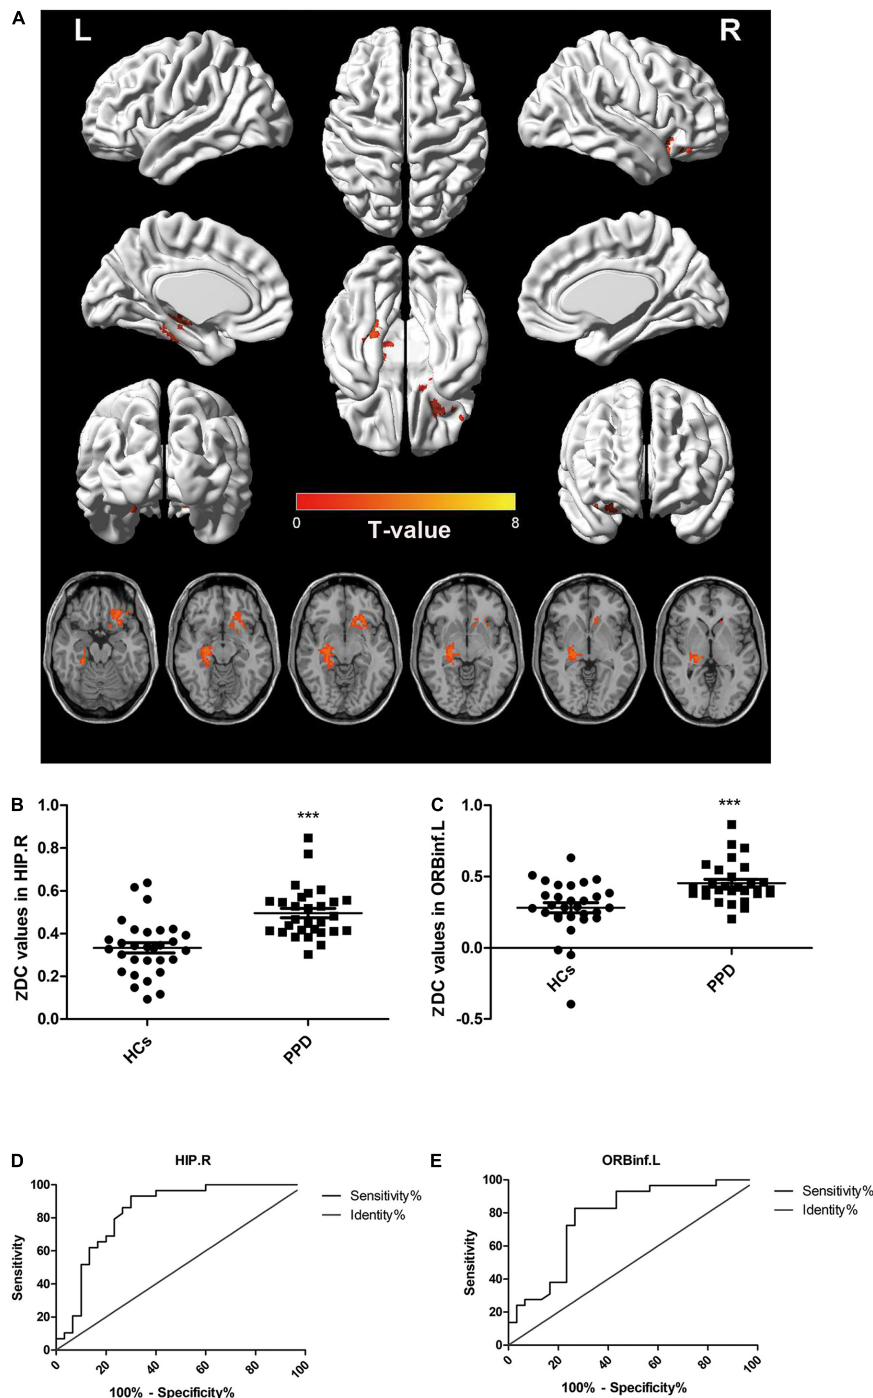 A
L
R
0
8
T-value
B
1.0
0.8
0.6
0.4
0.2
0.0
zDC values in HIP.R
***
HCs
PPD
C
1.0
0.5
0.0
-0.5
zDC values in ORBinf.L
***
HCs
PPD
D
HIP.R
100
80
60
40
20
0
Sensitivity
0
20
40
60
80
100
100% - Specificity%
Sensitivity%
Identity%
E
ORBinf.L
100
80
60
40
20
0
Sensitivity
0
20
40
60
80
100
100% - Specificity%
Sensitivity%
Identity%